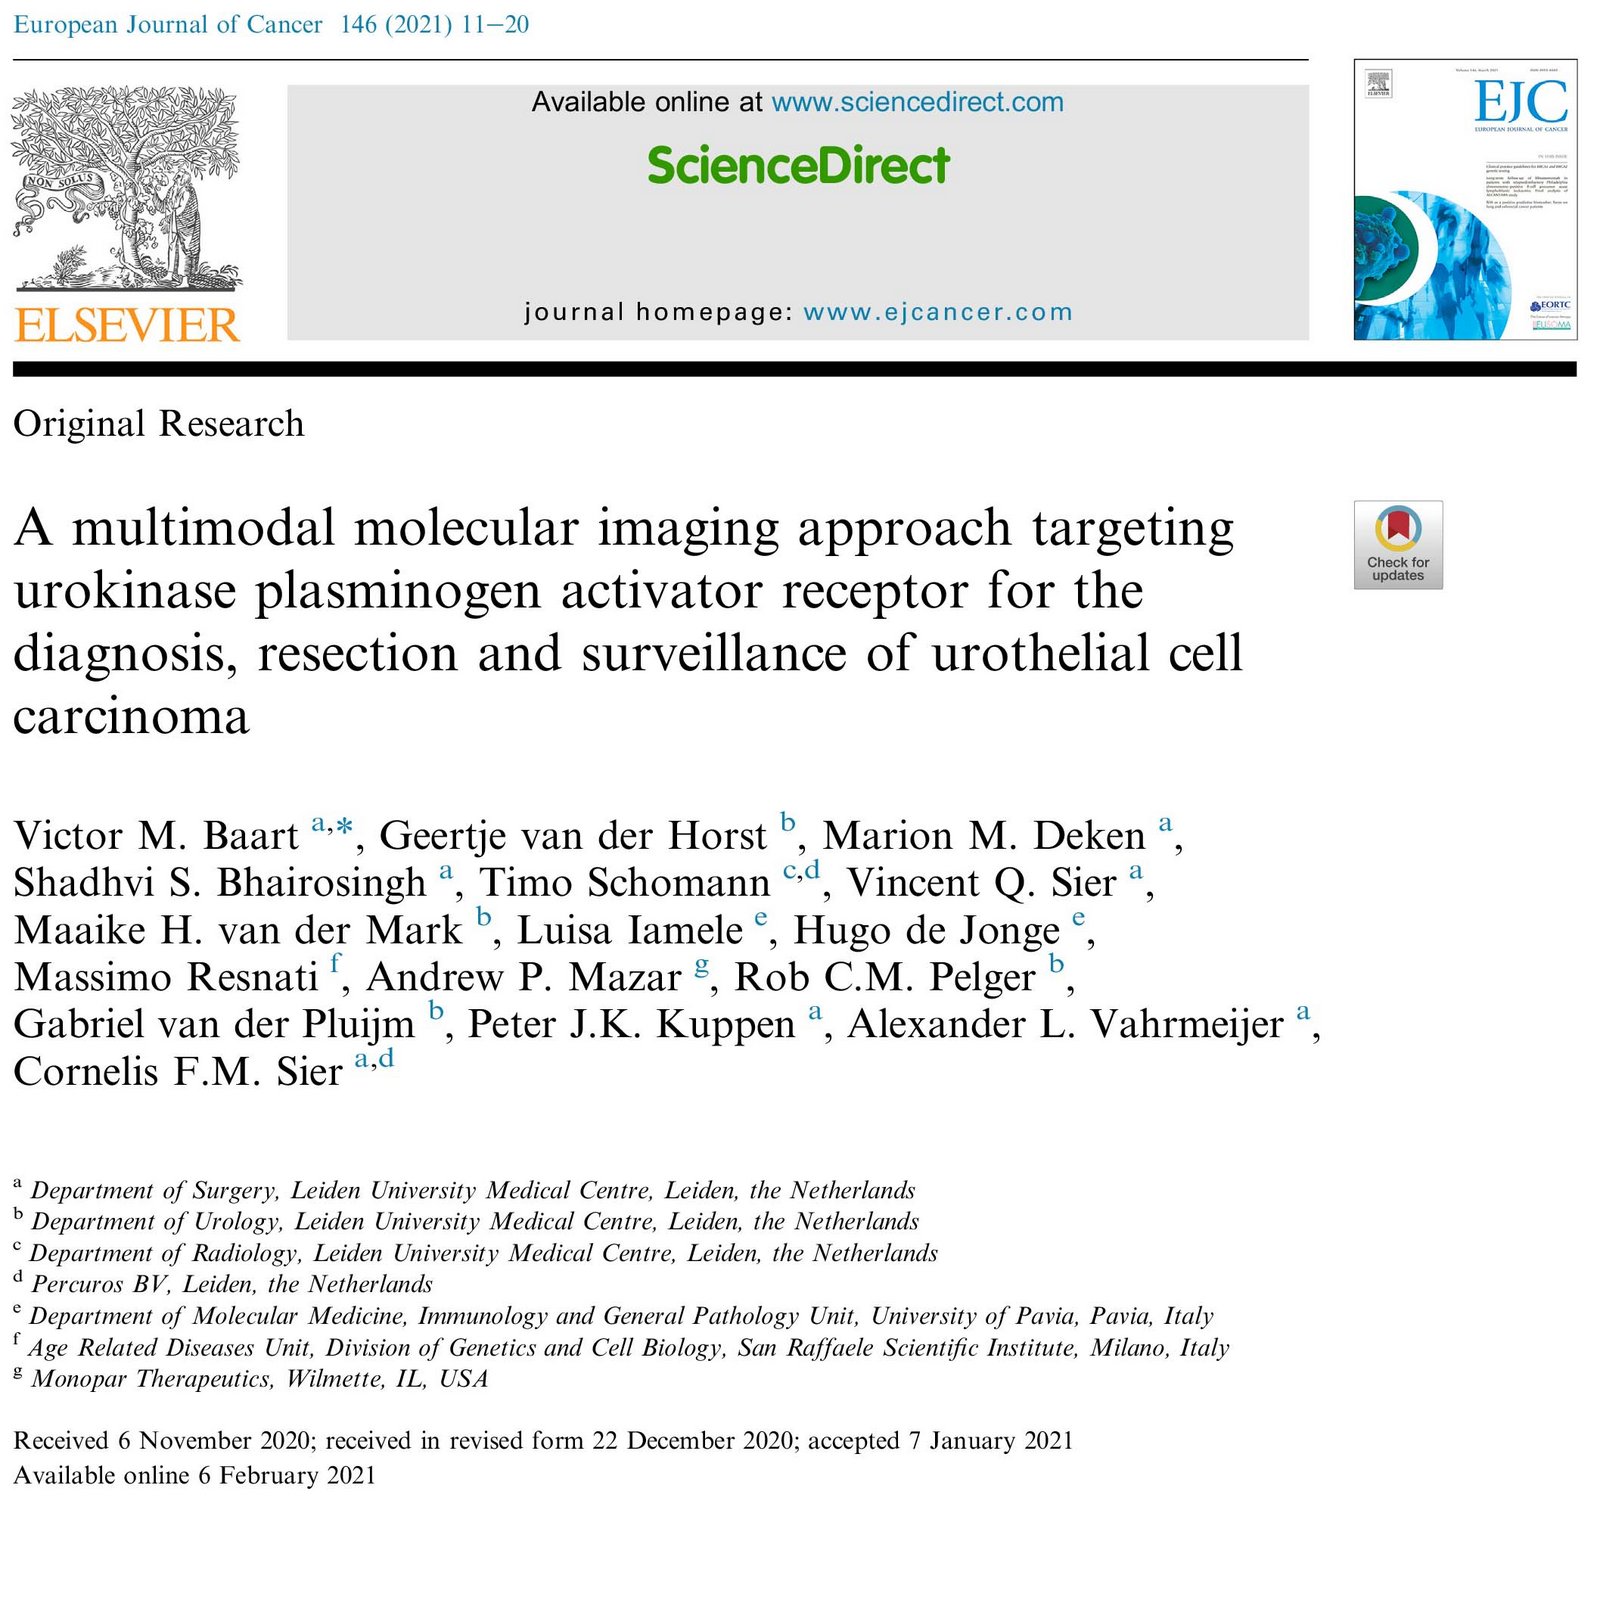 European Journal of Cancer 146 (2021) 11–20
Available online at www.sciencedirect.com
ScienceDirect
journal homepage: www.ejcancer.com
NON SOLUS
ELSEVIER
EJC
EUROPEAN JOURNAL OF CANCER
EORTC
EUSOMA
Original Research
A multimodal molecular imaging approach targeting
urokinase plasminogen activator receptor for the
diagnosis, resection and surveillance of urothelial cell
carcinoma
Check for
updates
Victor M. Baart a,*, Geertje van der Horst b, Marion M. Deken a,
Shadhvi S. Bhairosingh a, Timo Schomann c,d, Vincent Q. Sier a,
Maaike H. van der Mark b, Luisa Iamele e, Hugo de Jonge e,
Massimo Resnati f, Andrew P. Mazar g, Rob C.M. Pelger b,
Gabriel van der Pluijm b, Peter J.K. Kuppen a, Alexander L. Vahrmeijer a,
Cornelis F.M. Sier a,d
a Department of Surgery, Leiden University Medical Centre, Leiden, the Netherlands
b Department of Urology, Leiden University Medical Centre, Leiden, the Netherlands
c Department of Radiology, Leiden University Medical Centre, Leiden, the Netherlands
d Percuros BV, Leiden, the Netherlands
e Department of Molecular Medicine, Immunology and General Pathology Unit, University of Pavia, Pavia, Italy
f Age Related Diseases Unit, Division of Genetics and Cell Biology, San Raffaele Scientific Institute, Milano, Italy
g Monopar Therapeutics, Wilmette, IL, USA
Received 6 November 2020; received in revised form 22 December 2020; accepted 7 January 2021
Available online 6 February 2021